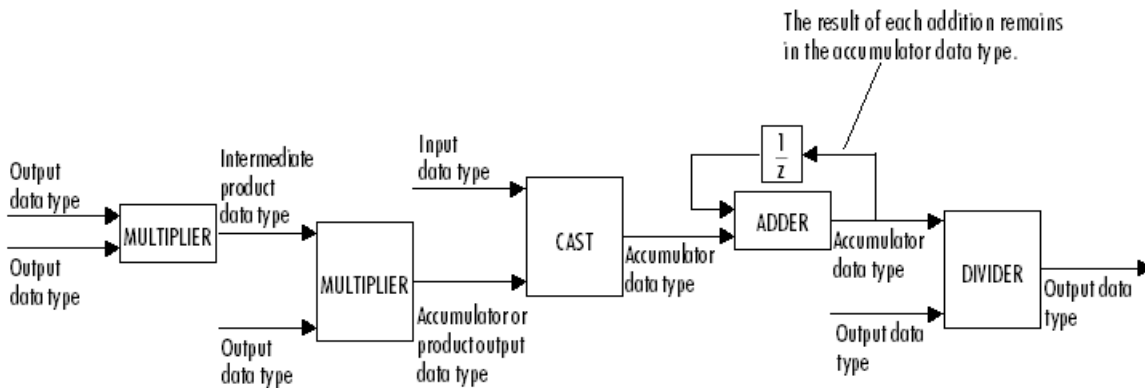 The result of each addition remains
in the accumulator data type.
Output
data type
Output
data type
MULTIPLIER
Intermediate
product
data type
Output
data type
MULTIPLIER
Input
data type
Accumulator or
product output
data type
CAST
Accumulator
data type
1
z
ADDER
Accumulator
data type
Output data
type
DIVIDER
Output data
type